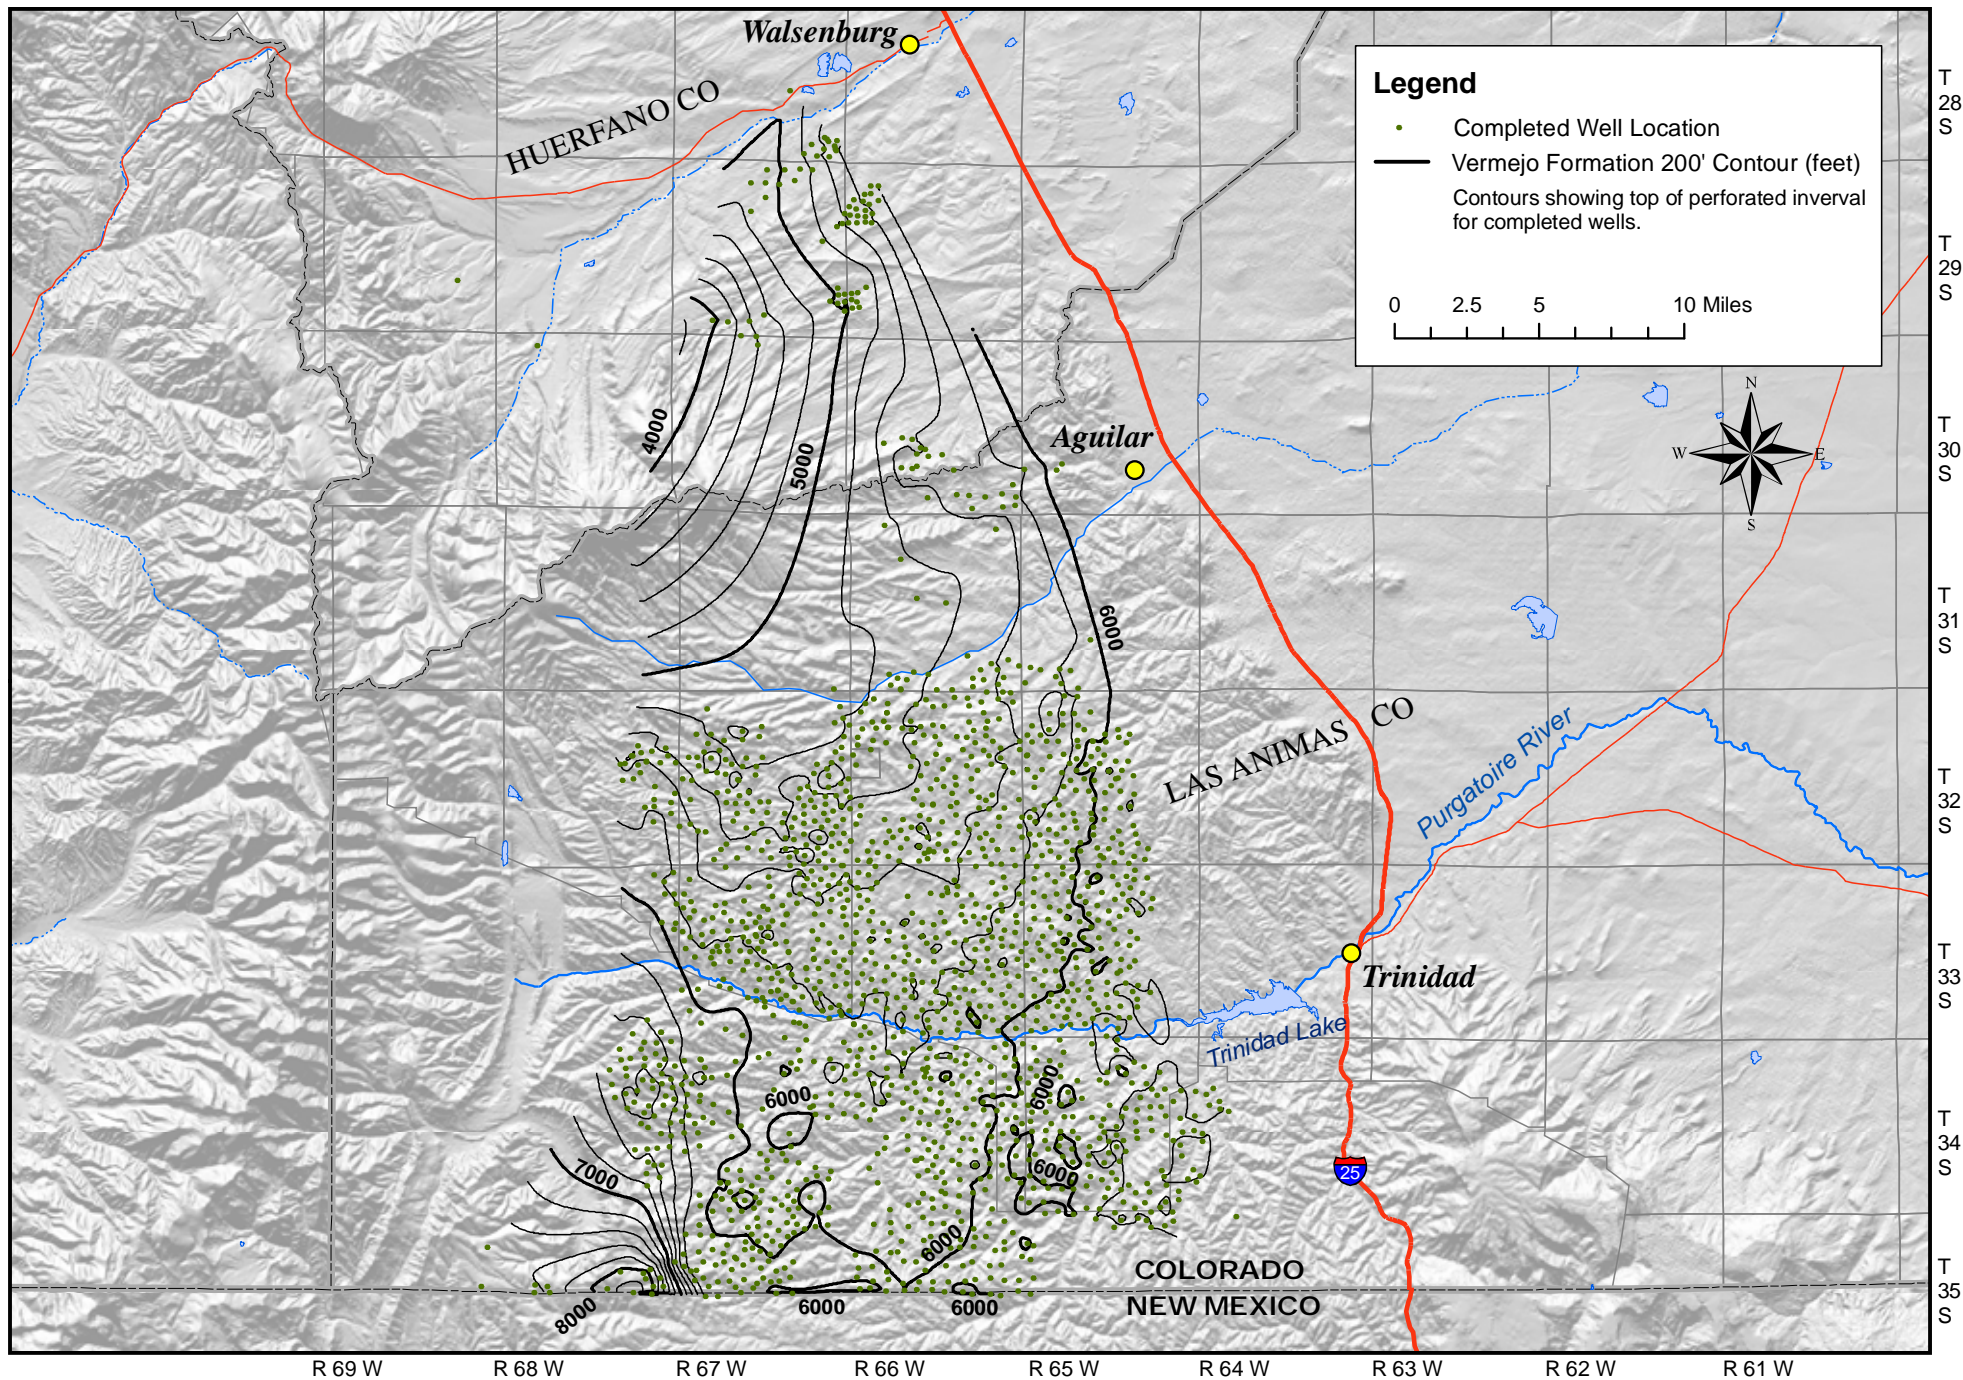 Walsenburg
HUERFANO CO
Legend
Completed Well Location
Vermejo Formation 200' Contour (feet)
Contours showing top of perforated inverval
for completed wells.
0 2.5 5 10 Miles
T
28
S
T
29
S
N
W E
S
Aguilar
4000
5000
T
30
S
6000
T
31
S
LAS ANIMAS CO
Purgatoire River
T
32
S
Trinidad
Trinidad Lake
T
33
S
6000
6000
7000
6000
25
T
34
S
6000
COLORADO
NEW MEXICO
8000
6000
6000
T
35
S
R 69 W
R 68 W
R 67 W
R 66 W
R 65 W
R 64 W
R 63 W
R 62 W
R 61 W